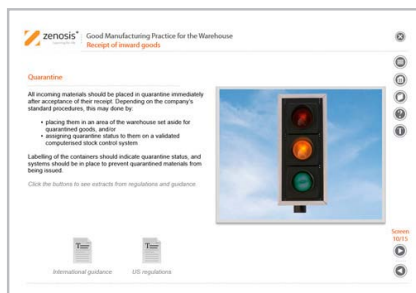 zenosis
Good Manufacturing Practice for the Warehouse
Receipt of inward goods
Quarantine
All incoming materials should be placed in quarantine immediately
after acceptance of their receipt. Depending on the company's
standard procedures, this may done by:
• placing them in an area of the warehouse set aside for
quarantined goods, and/or
• assigning quarantine status to them on a validated
computerised stock control system.
Labelling of the containers should indicate quarantine status, and
systems should be in place to prevent quarantined materials from
being issued.
Click the buttons to see extracts from regulations and guidance.
International guidance
US regulations
Screen
10/15